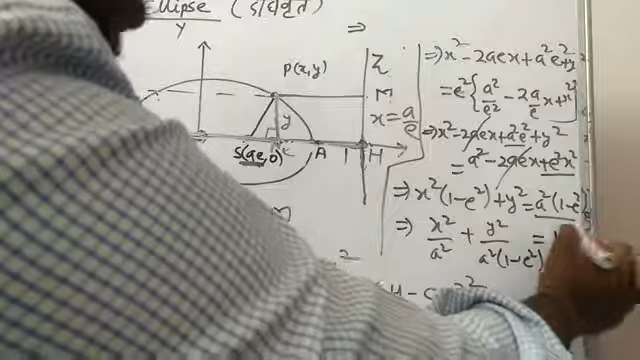 Ellipse (दीर्घवृत्त)
Y
⇒
P(x,y)
Z
M
x = a/e
y
S(ae,0)
A
H
⇒ x² - 2aex + a²e² + y²
= e² { a²/e² - 2 a/e x + x² }
⇒ x² - 2aex + a²e² + y²
= a² - 2aex + e²x²
⇒ x²(1-e²) + y² = a²(1-e²)
⇒ x²/a² + y²/a²(1-e²) = 1